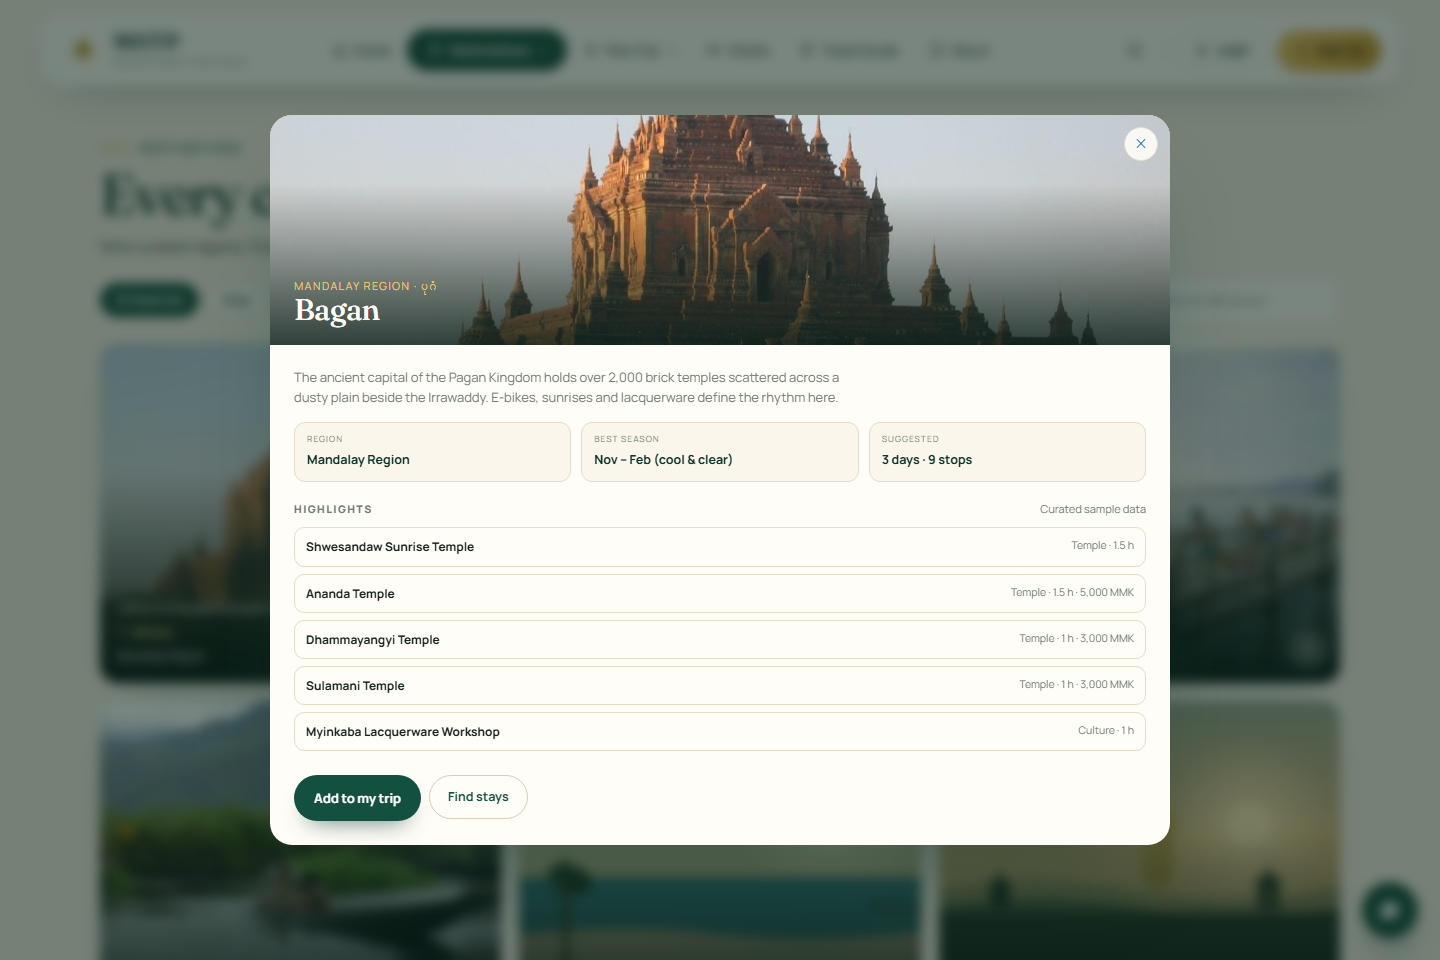 MANDALAY REGION · ပုဂံ
Bagan
The ancient capital of the Pagan Kingdom holds over 2,000 brick temples scattered across a
dusty plain beside the Irrawaddy. E-bikes, sunrises and lacquerware define the rhythm here.
REGION
Mandalay Region
BEST SEASON
Nov – Feb (cool & clear)
SUGGESTED
3 days · 9 stops
HIGHLIGHTS
Curated sample data
Shwesandaw Sunrise Temple
Temple · 1.5 h
Ananda Temple
Temple · 1.5 h · 5,000 MMK
Dhammayangyi Temple
Temple · 1 h · 3,000 MMK
Sulamani Temple
Temple · 1 h · 3,000 MMK
Myinkaba Lacquerware Workshop
Culture · 1 h
Add to my trip
Find stays
Every